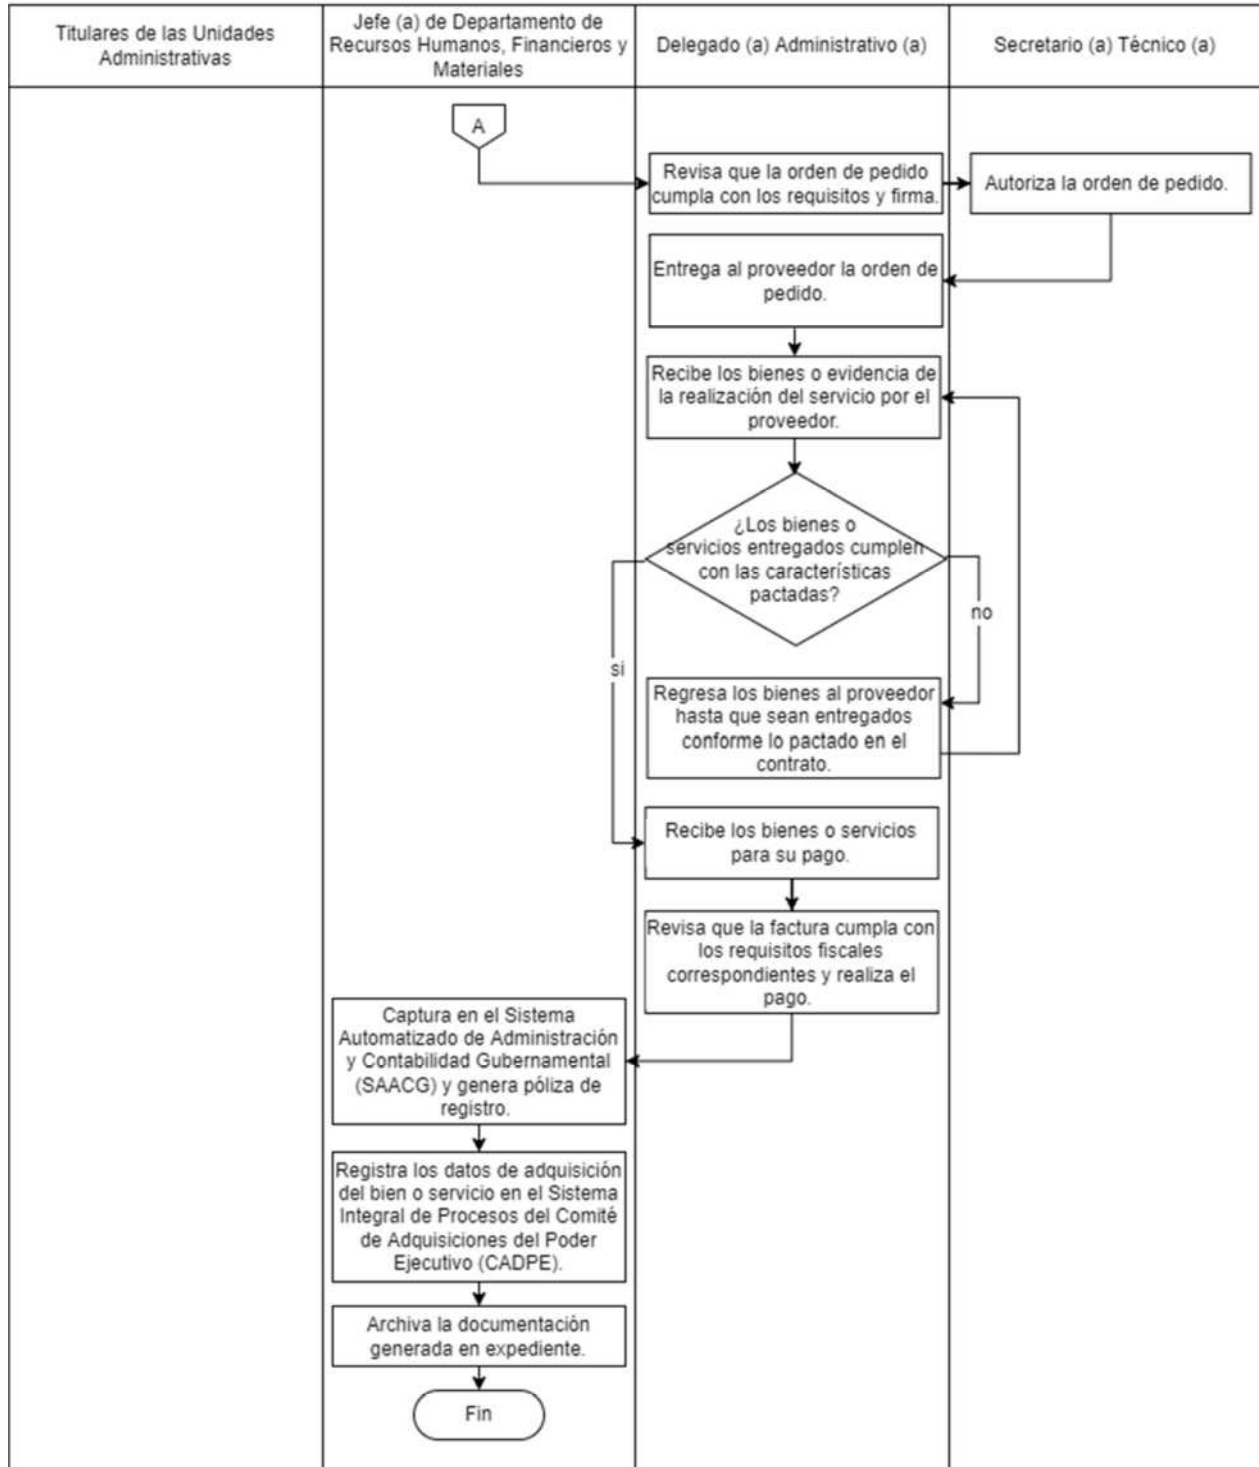 Titulares de las Unidades
Administrativas
Jefe (a) de Departamento de
Recursos Humanos, Financieros y
Materiales
Delegado (a) Administrativo (a)
Secretario (a) Técnico (a)
A
Revisa que la orden de pedido
cumpla con los requisitos y firma.
Autoriza la orden de pedido.
Entrega al proveedor la orden de
pedido.
Recibe los bienes o evidencia de
la realización del servicio por el
proveedor.
¿Los bienes o
servicios entregados cumplen
con las características
pactadas?
no
si
Regresa los bienes al proveedor
hasta que sean entregados
conforme lo pactado en el
contrato.
Recibe los bienes o servicios
para su pago.
Revisa que la factura cumpla con
los requisitos fiscales
correspondientes y realiza el
pago.
Captura en el Sistema
Automatizado de Administración
y Contabilidad Gubernamental
(SAACG) y genera póliza de
registro.
Registra los datos de adquisición
del bien o servicio en el Sistema
Integral de Procesos del Comité
de Adquisiciones del Poder
Ejecutivo (CADPE).
Archiva la documentación
generada en expediente.
Fin